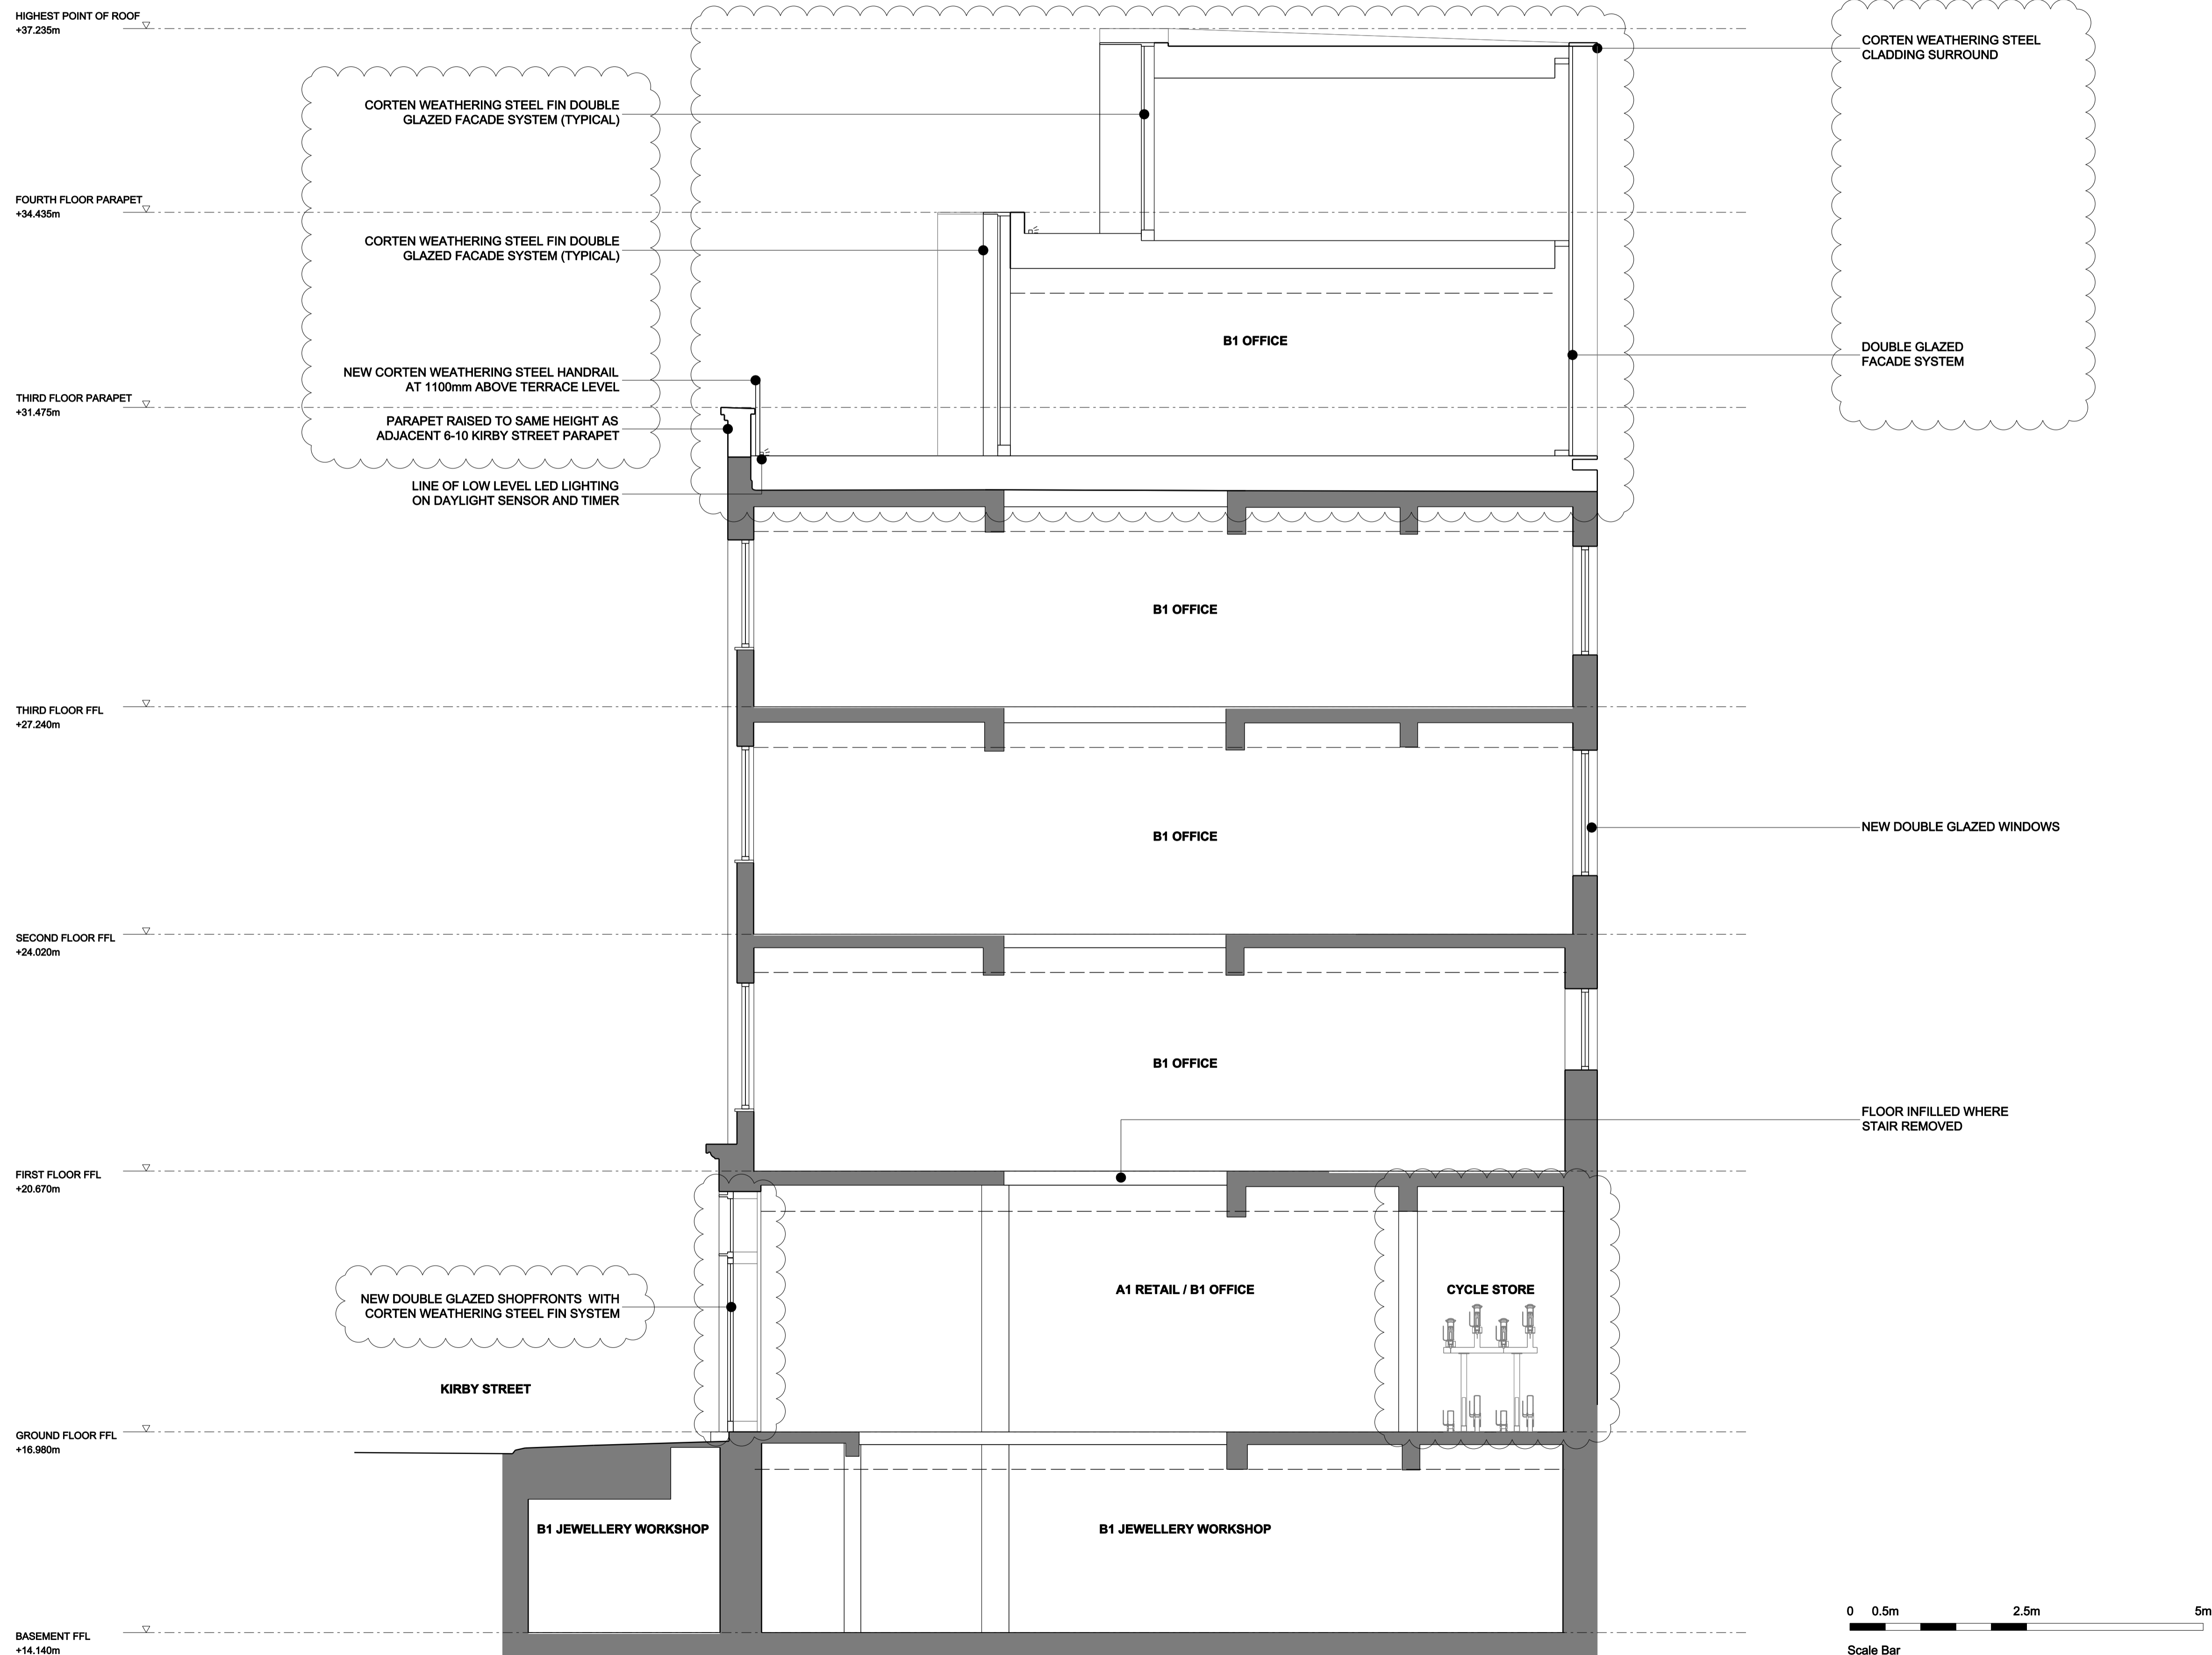 HIGHEST POINT OF ROOF
+37.235m
CORTEN WEATHERING STEEL
CLADDING SURROUND
CORTEN WEATHERING STEEL FIN DOUBLE
GLAZED FACADE SYSTEM (TYPICAL)
FOURTH FLOOR PARAPET
+34.435m
CORTEN WEATHERING STEEL FIN DOUBLE
GLAZED FACADE SYSTEM (TYPICAL)
B1 OFFICE
DOUBLE GLAZED
FACADE SYSTEM
NEW CORTEN WEATHERING STEEL HANDRAIL
AT 1100mm ABOVE TERRACE LEVEL
THIRD FLOOR PARAPET
+31.475m
PARAPET RAISED TO SAME HEIGHT AS
ADJACENT 6-10 KIRBY STREET PARAPET
LINE OF LOW LEVEL LED LIGHTING
ON DAYLIGHT SENSOR AND TIMER
B1 OFFICE
THIRD FLOOR FFL
+27.240m
B1 OFFICE
NEW DOUBLE GLAZED WINDOWS
SECOND FLOOR FFL
+24.020m
B1 OFFICE
FLOOR INFILLED WHERE
STAIR REMOVED
FIRST FLOOR FFL
+20.670m
A1 RETAIL / B1 OFFICE
CYCLE STORE
NEW DOUBLE GLAZED SHOPFRONTS WITH
CORTEN WEATHERING STEEL FIN SYSTEM
KIRBY STREET
GROUND FLOOR FFL
+16.980m
B1 JEWELLERY WORKSHOP
B1 JEWELLERY WORKSHOP
BASEMENT FFL
+14.140m
0 0.5m 2.5m 5m
Scale Bar